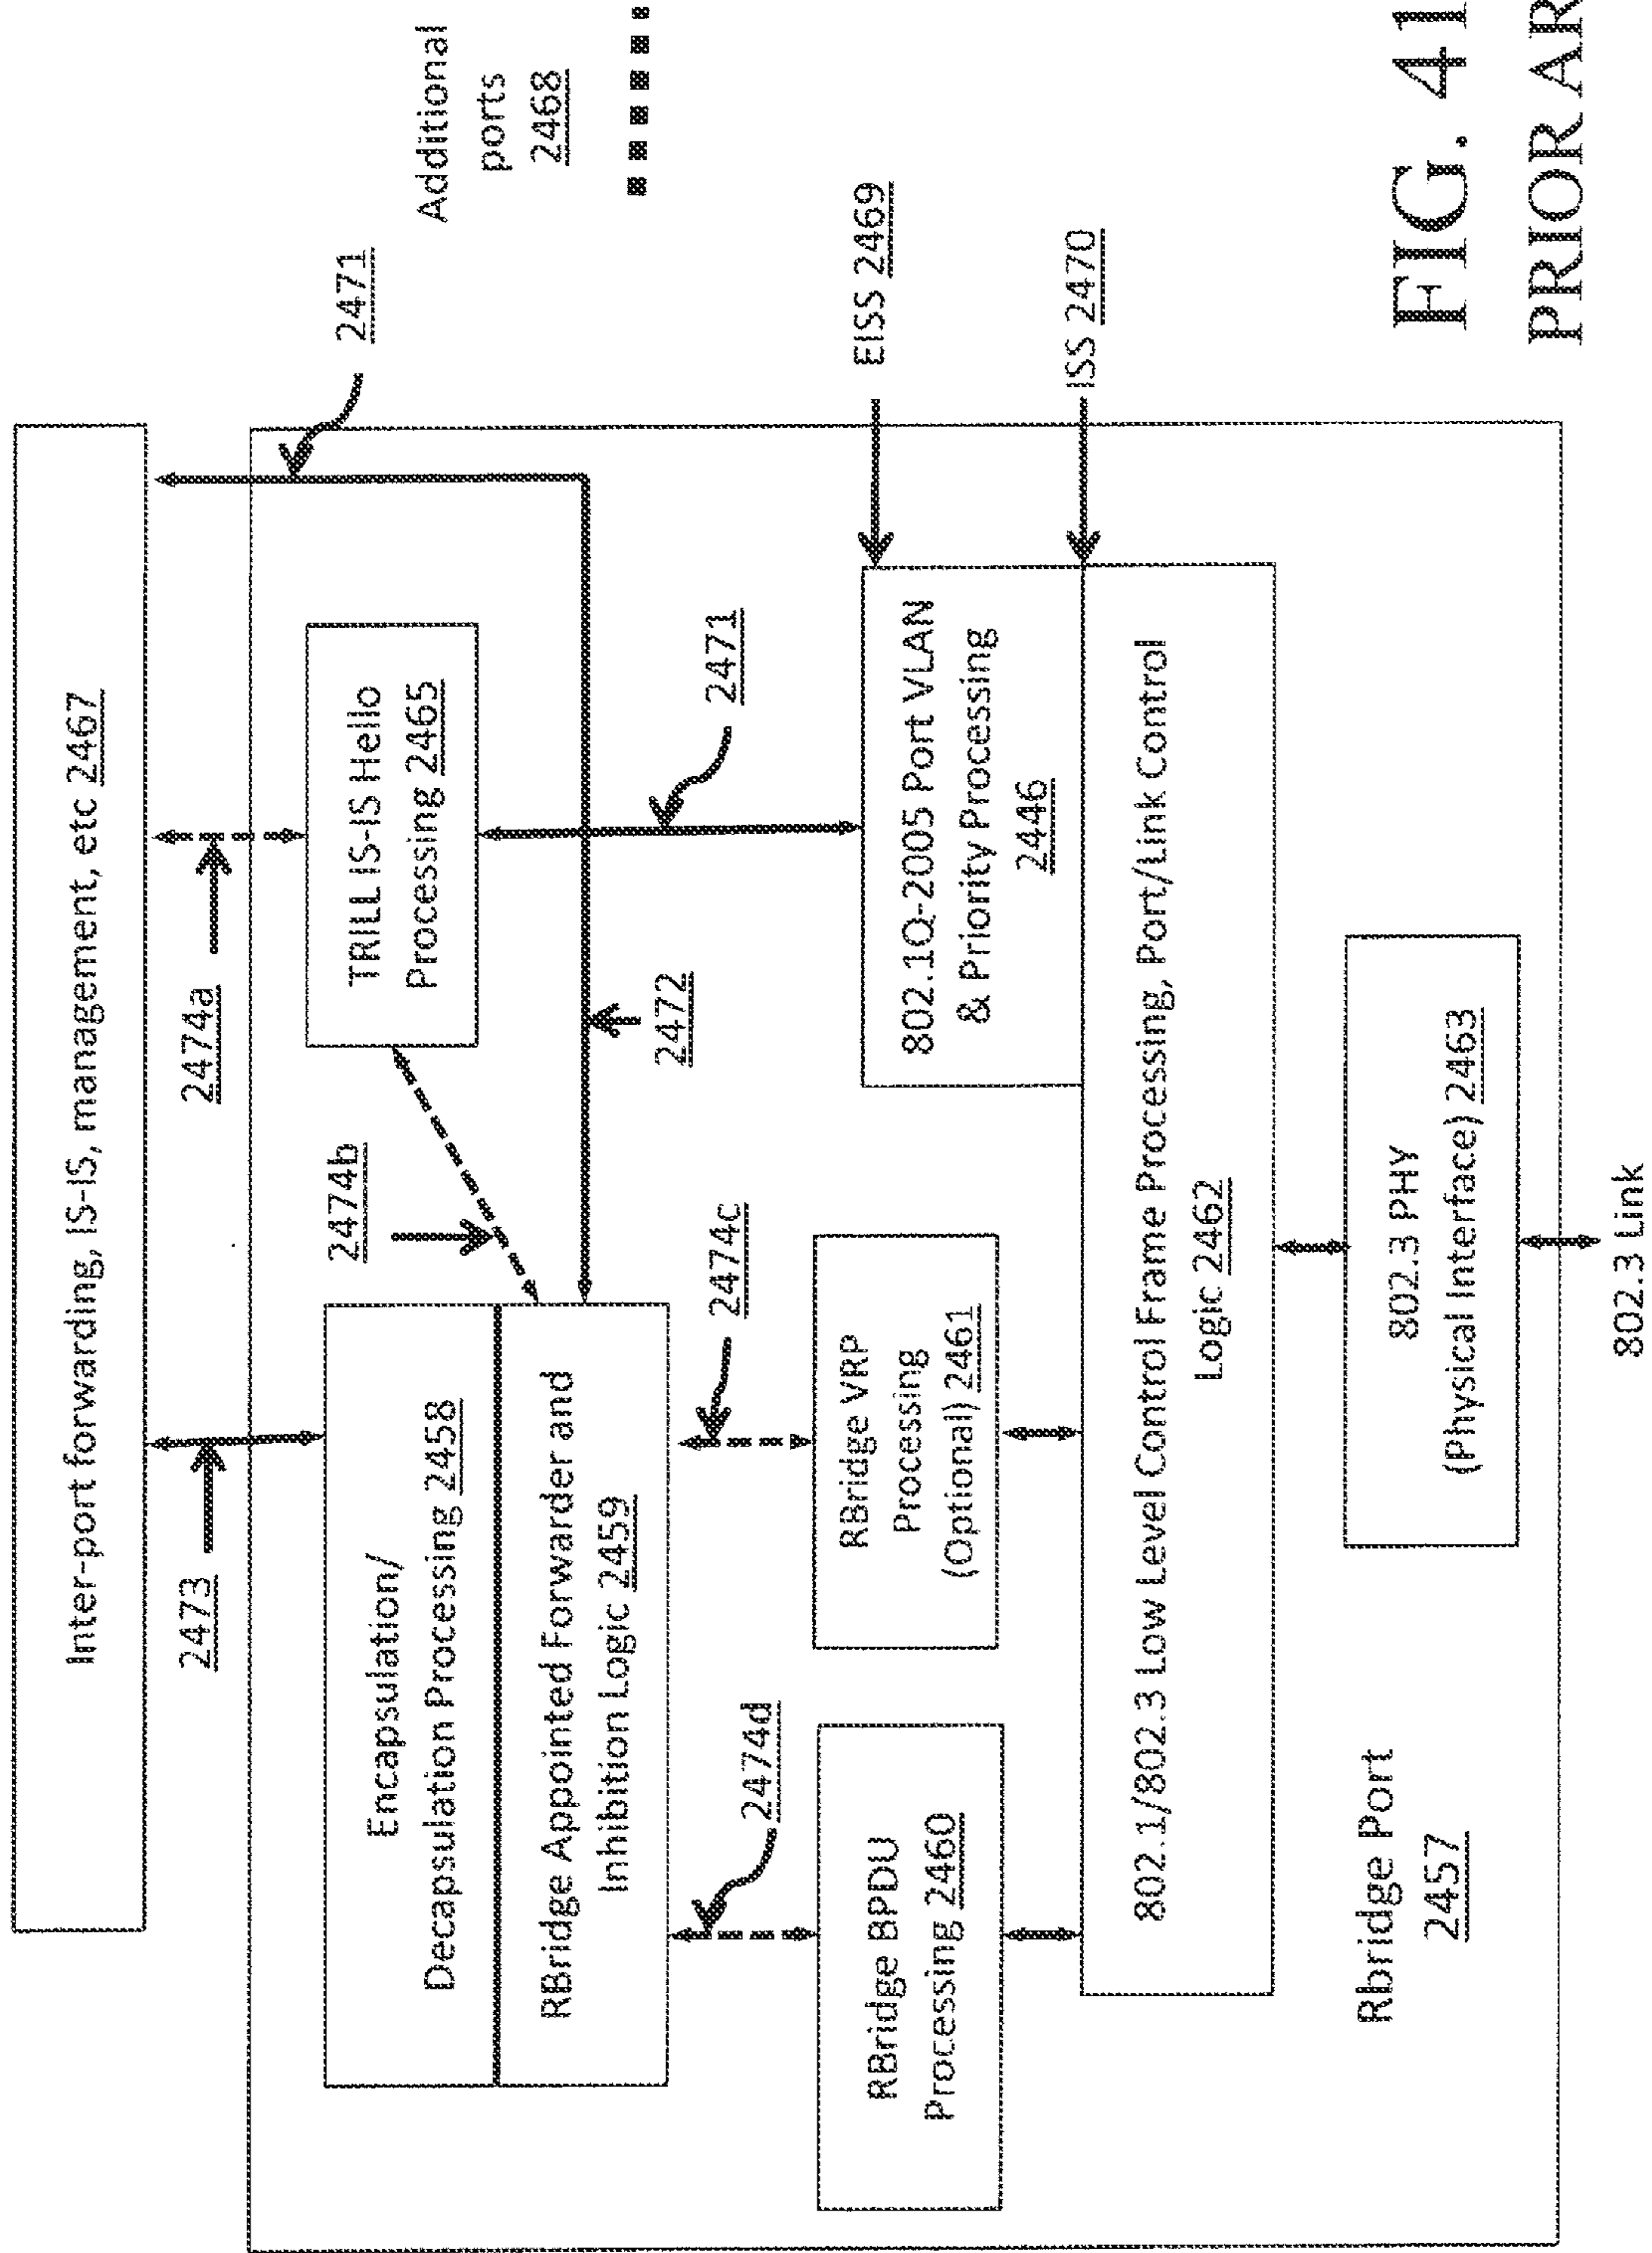 Inter-port forwarding, IS-IS, management, etc 2467
2473
2474a
2471
Additional
ports
2468
Encapsulation/
Decapsulation Processing 2458
RBridge Appointed Forwarder and
Inhibition Logic 2459
2474b
TRILL IS-IS Hello
Processing 2465
2472
2471
2474d
2474c
RBridge BPDU
Processing 2460
RBridge VRP
Processing
(Optional) 2461
802.1Q-2005 Port VLAN
& Priority Processing
2446
EISS 2469
ISS 2470
802.1/802.3 Low Level Control Frame Processing, Port/Link Control
Logic 2462
Rbridge Port
2457
802.3 PHY
(Physical Interface) 2463
802.3 Link
FIG. 41
PRIOR AR